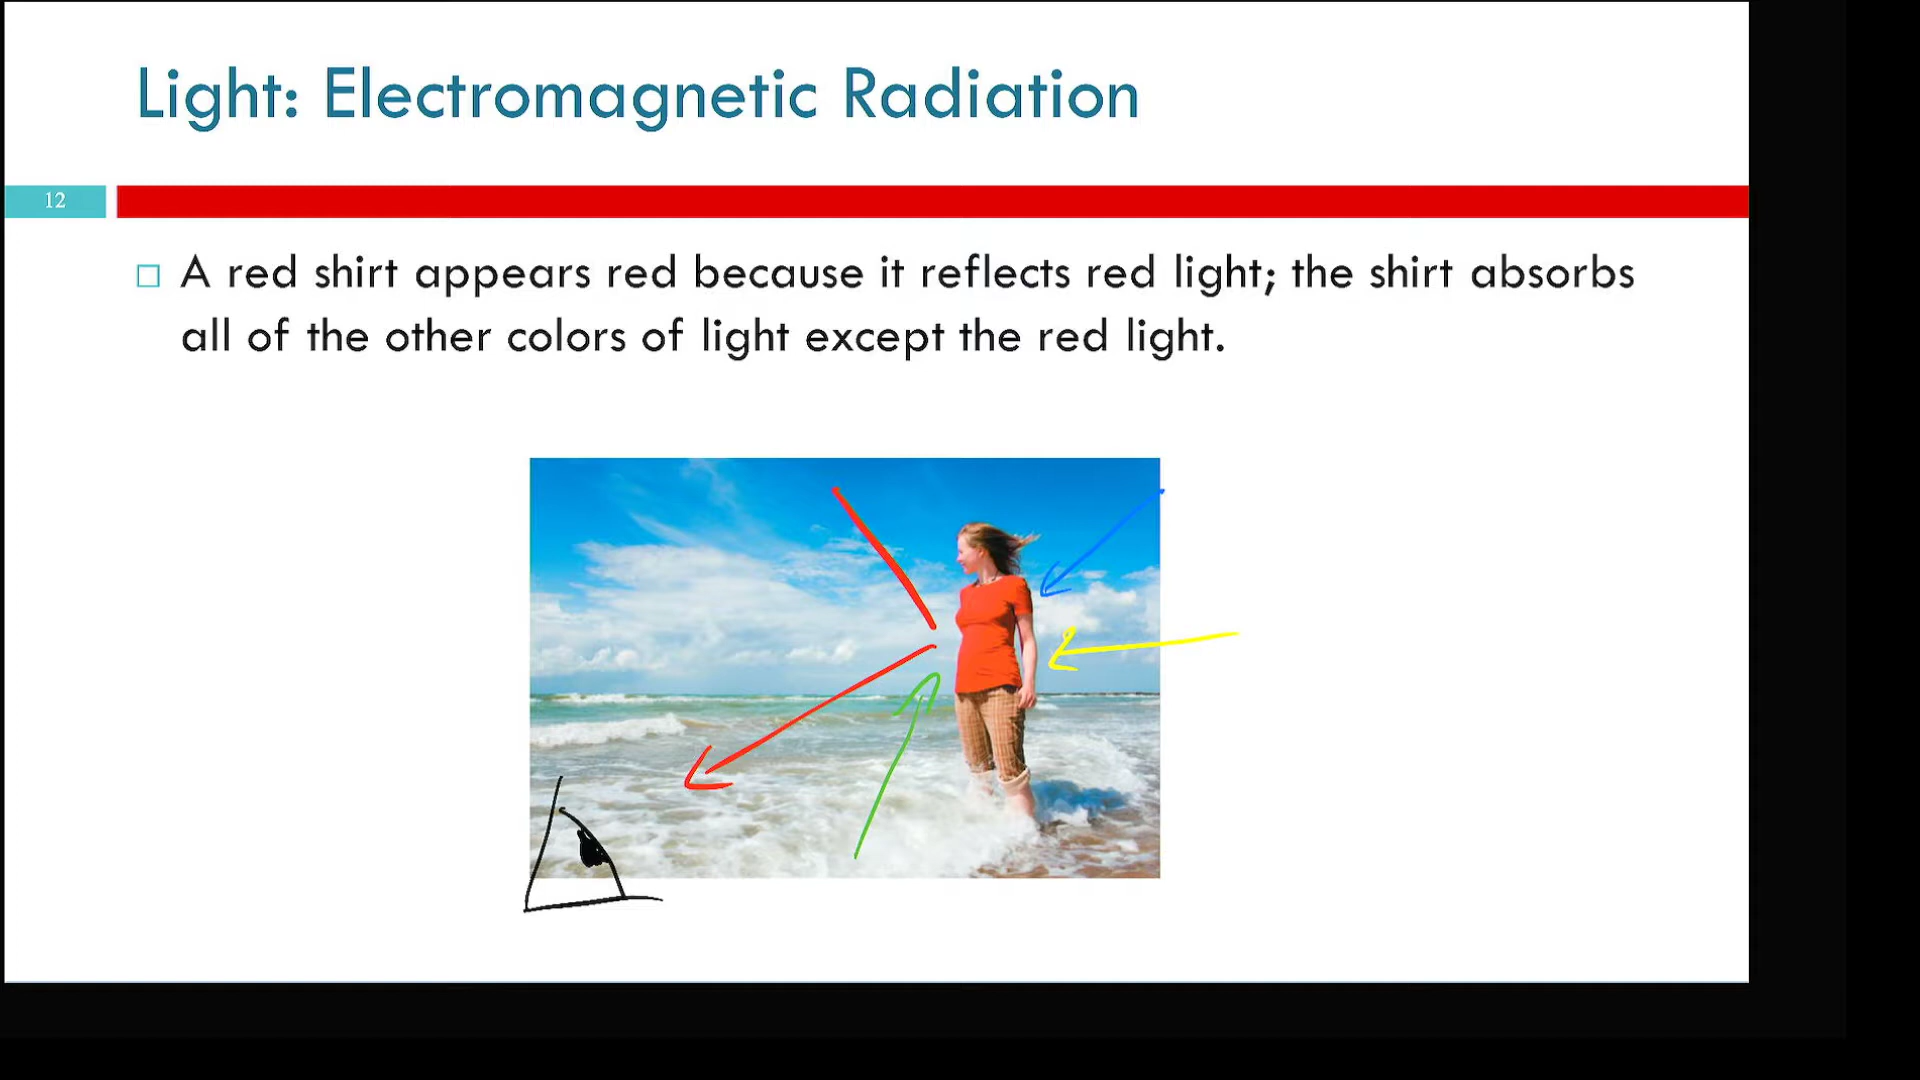 Light: Electromagnetic Radiation
12
A red shirt appears red because it reflects red light; the shirt absorbs
all of the other colors of light except the red light.